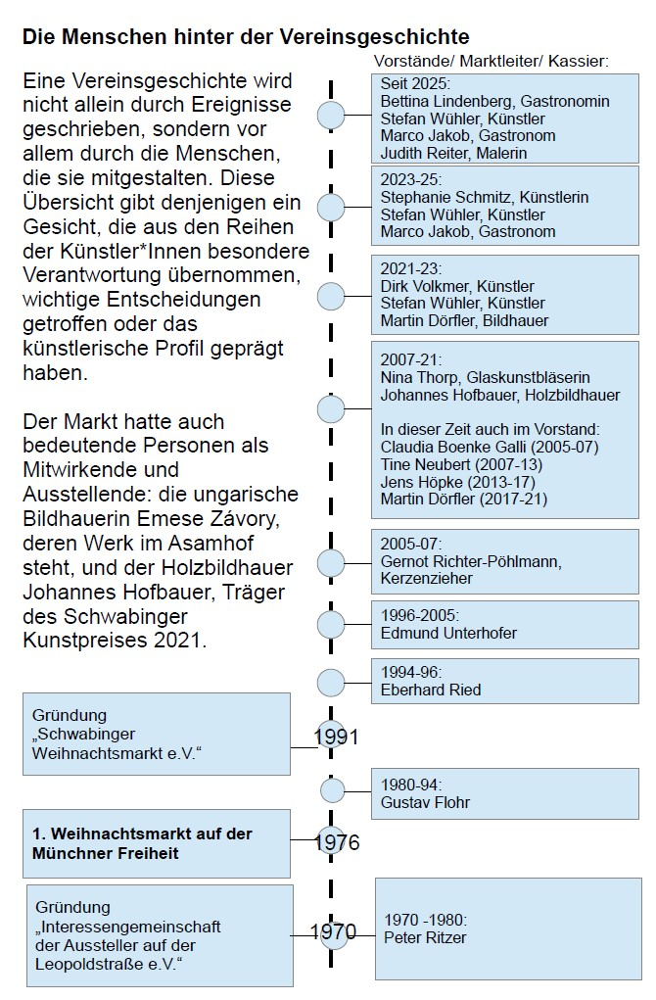 Die Menschen hinter der Vereinsgeschichte
Eine Vereinsgeschichte wird
nicht allein durch Ereignisse
geschrieben, sondern vor
allem durch die Menschen,
die sie mitgestalten. Diese
Übersicht gibt denjenigen ein
Gesicht, die aus den Reihen
der Künstler*Innen besondere
Verantwortung übernommen,
wichtige Entscheidungen
getroffen oder das
künstlerische Profil geprägt
haben.
Der Markt hatte auch
bedeutende Personen als
Mitwirkende und
Ausstellende: die ungarische
Bildhauerin Emese Závory,
deren Werk im Asamhof
steht, und der Holzbildhauer
Johannes Hofbauer, Träger
des Schwabinger
Kunstpreises 2021.
Vorstände/ Marktleiter/ Kassier:
Seit 2025:
Bettina Lindenberg, Gastronomin
Stefan Wühler, Künstler
Marco Jakob, Gastronom
Judith Reiter, Malerin
2023-25:
Stephanie Schmitz, Künstlerin
Stefan Wühler, Künstler
Marco Jakob, Gastronom
2021-23:
Dirk Volkmer, Künstler
Stefan Wühler, Künstler
Martin Dörfler, Bildhauer
2007-21:
Nina Thorp, Glaskunstbläserin
Johannes Hofbauer, Holzbildhauer
In dieser Zeit auch im Vorstand:
Claudia Boenke Galli (2005-07)
Tine Neubert (2007-13)
Jens Höpke (2013-17)
Martin Dörfler (2017-21)
2005-07:
Gernot Richter-Pöhlmann,
Kerzenzieher
1996-2005:
Edmund Unterhofer
1994-96:
Eberhard Ried
Gründung
„Schwabinger
Weihnachtsmarkt e.V.“
1991
1980-94:
Gustav Flohr
1. Weihnachtsmarkt auf der
Münchner Freiheit
1976
Gründung
„Interessengemeinschaft
der Aussteller auf der
Leopoldstraße e.V.“
1970
1970 -1980:
Peter Ritzer